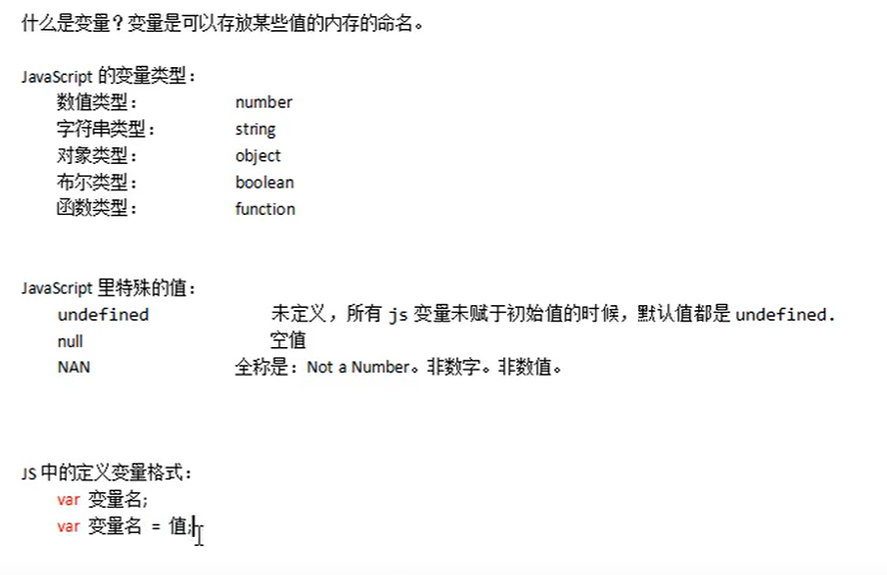 什么是变量？变量是可以存放某些值的内存的命名。
JavaScript 的变量类型：
数值类型： number
字符串类型： string
对象类型： object
布尔类型： boolean
函数类型： function
JavaScript 里特殊的值：
undefined 未定义，所有 js 变量未赋于初始值的时候，默认值都是 undefined.
null 空值
NAN 全称是：Not a Number。非数字。非数值。
JS 中的定义变量格式：
var 变量名;
var 变量名 = 值;